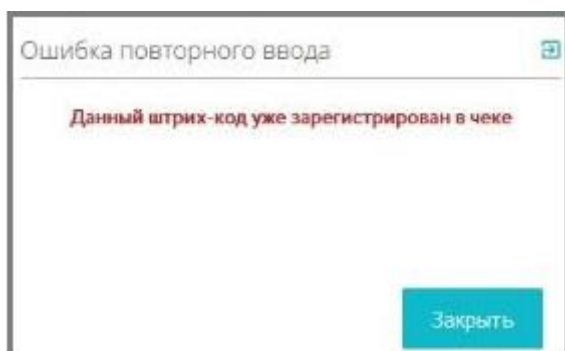 Ошибка повторного ввода
Данный штрих-код уже зарегистрирован в чеке
Закрыть